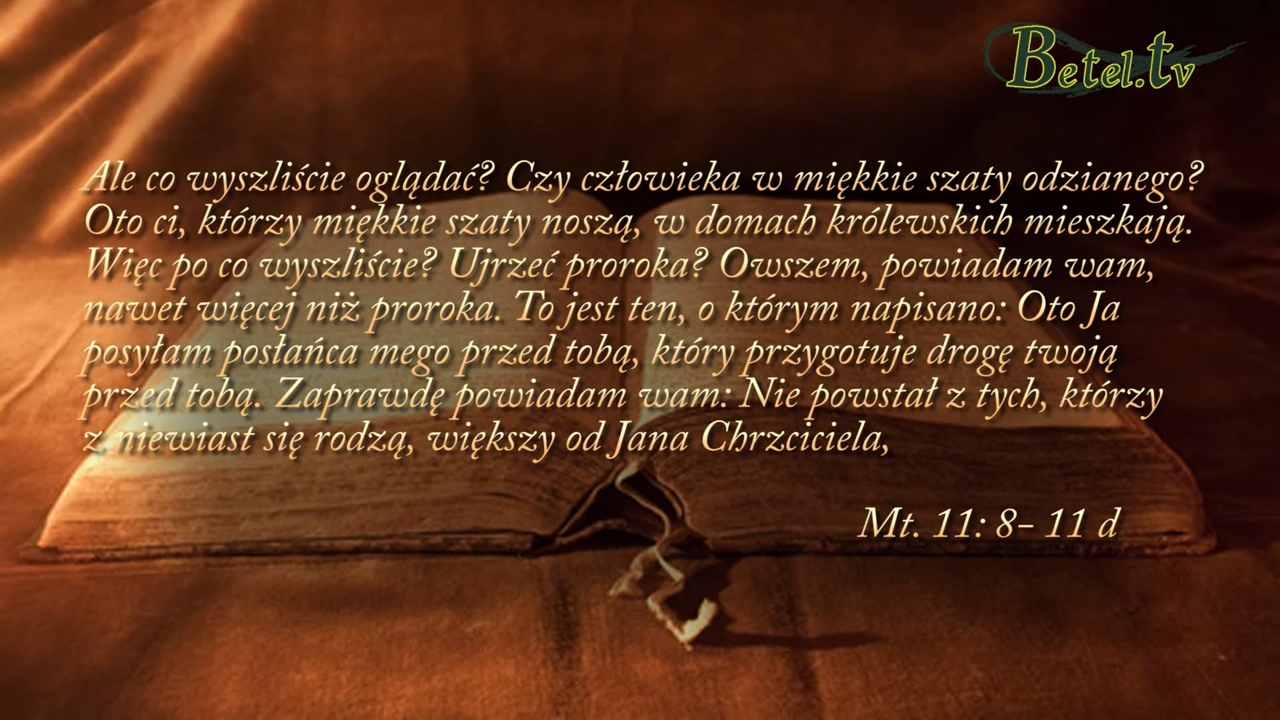 Betel.tv
Ale co wyszliście oglądać? Czy człowieka w miękkie szaty odzianego?
Oto ci, którzy miękkie szaty noszą, w domach królewskich mieszkają.
Więc po co wyszliście? Ujrzeć proroka? Owszem, powiadam wam,
nawet więcej niż proroka. To jest ten, o którym napisano: Oto Ja
posyłam posłańca mego przed tobą, który przygotuje drogę twoją
przed tobą. Zaprawdę powiadam wam: Nie powstał z tych, którzy
z niewiast się rodzą, większy od Jana Chrzciciela,
Mt. 11: 8– 11 d